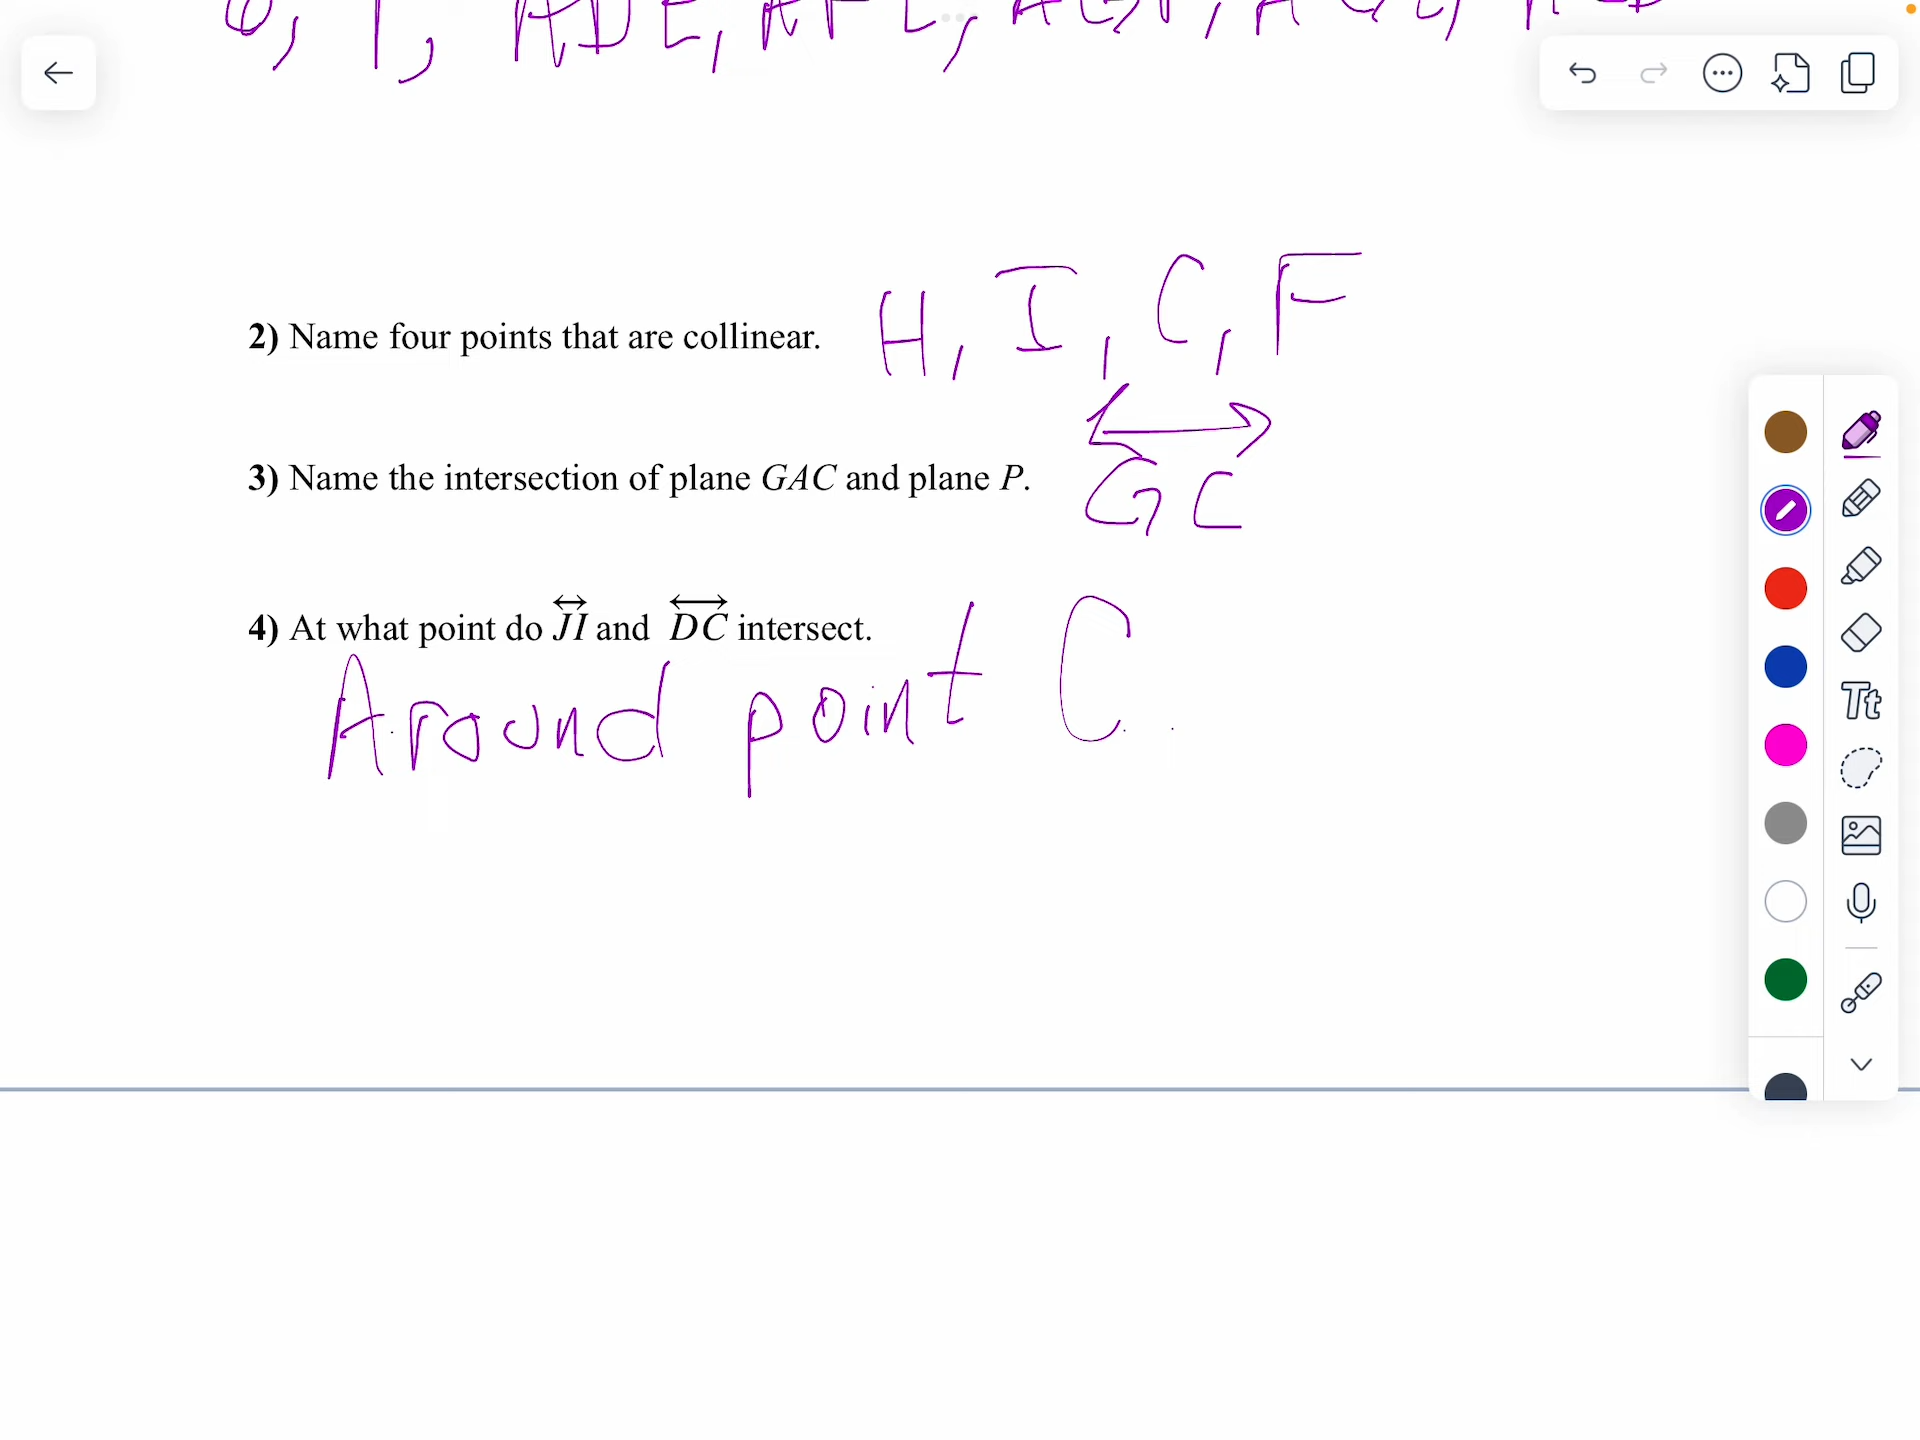 2) Name four points that are collinear. H, I, C, F
3) Name the intersection of plane GAC and plane P. GC
4) At what point do JI and DC intersect.
Around point C.
Tt